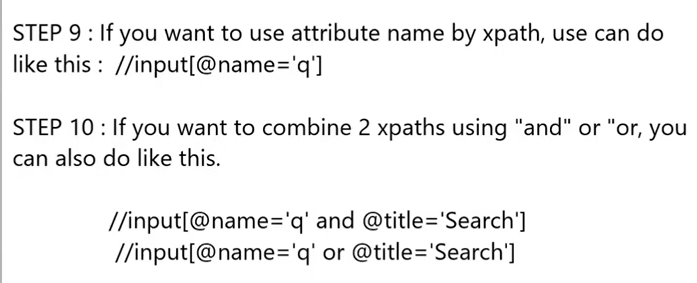 STEP 9 : If you want to use attribute name by xpath, use can do
like this :  //input[@name='q']
STEP 10 : If you want to combine 2 xpaths using "and" or "or, you
can also do like this.
//input[@name='q' and @title='Search']
//input[@name='q' or @title='Search']